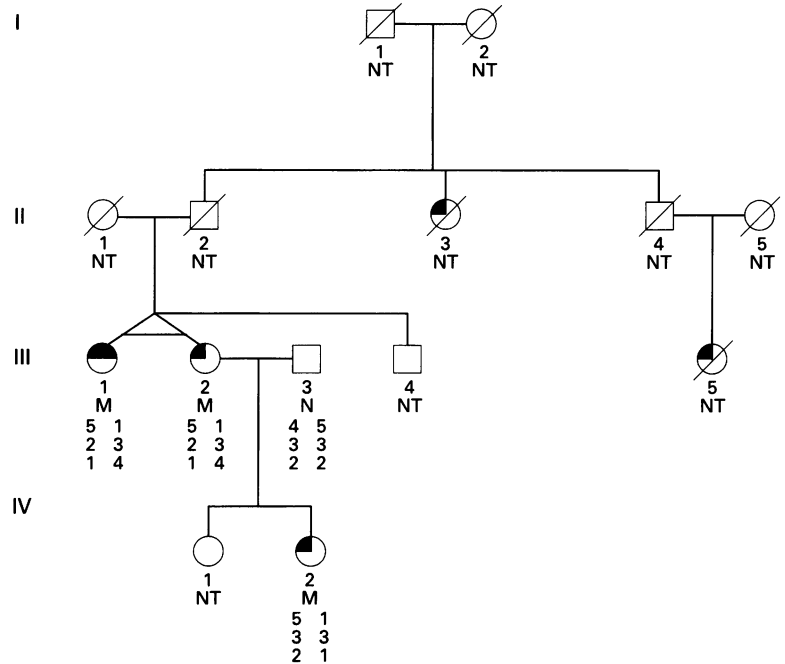 I
1 2
NT NT
II
1 2 3 4 5
NT NT NT NT NT
III
1 2 3 4 5
M M N NT NT
5 1 5 1 4 5
2 3 2 3 3 3
1 4 1 4 2 2
IV
1 2
NT M
5 1
3 3
2 1